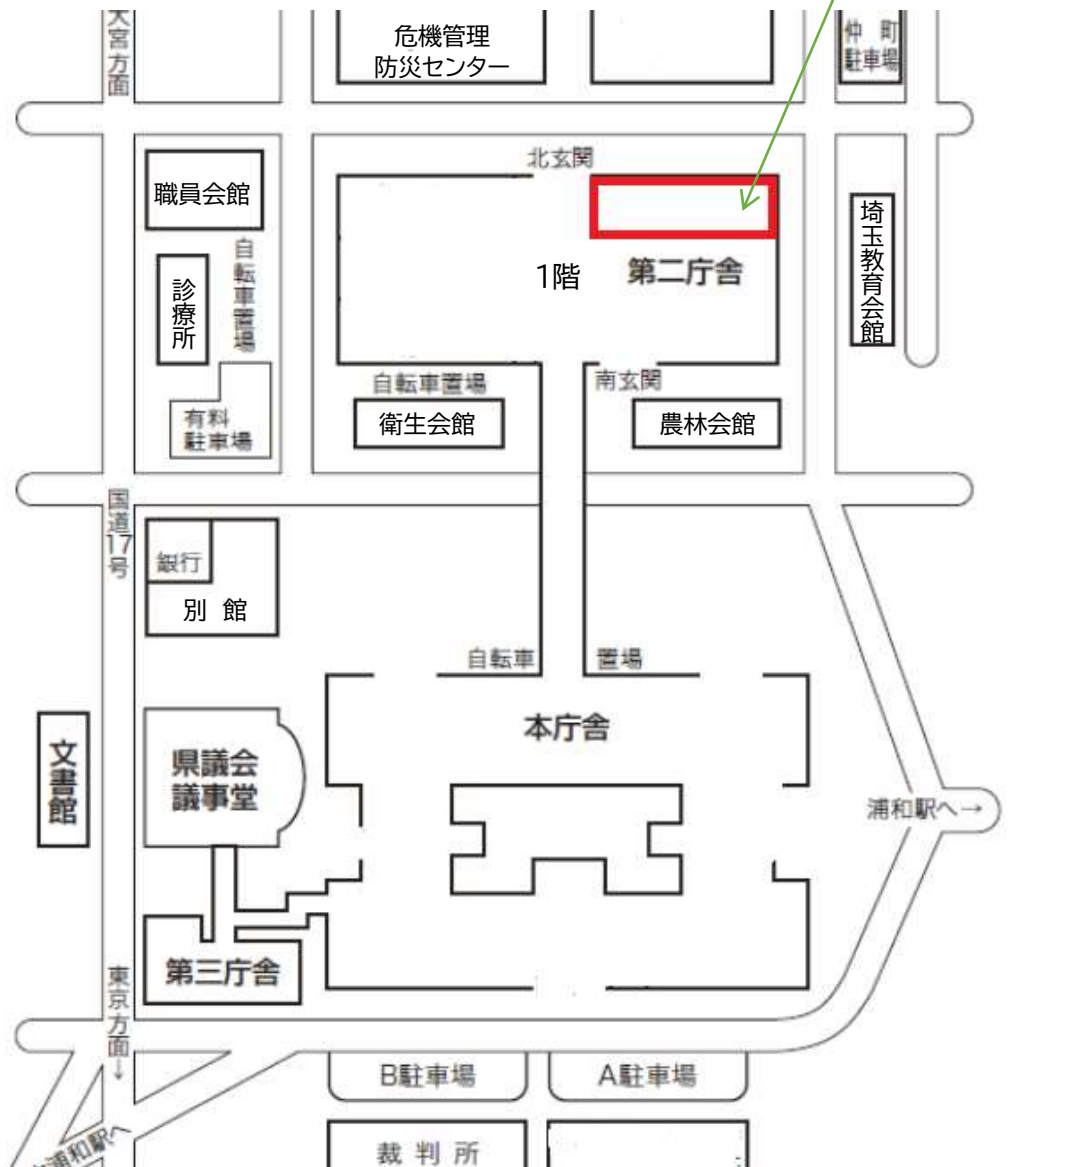 大宮方面
危機管理
防災センター
仲 町
駐車場
北玄関
職員会館
埼玉教育会館
自転車置場
診療所
1階
第二庁舎
自転車置場
南玄関
有料
駐車場
衛生会館
農林会館
国道17号
銀行
別 館
自転車
置場
本庁舎
文書館
県議会
議事堂
浦和駅へ→
第三庁舎
東京方面↓
B駐車場
A駐車場
浦和駅へ
裁 判 所